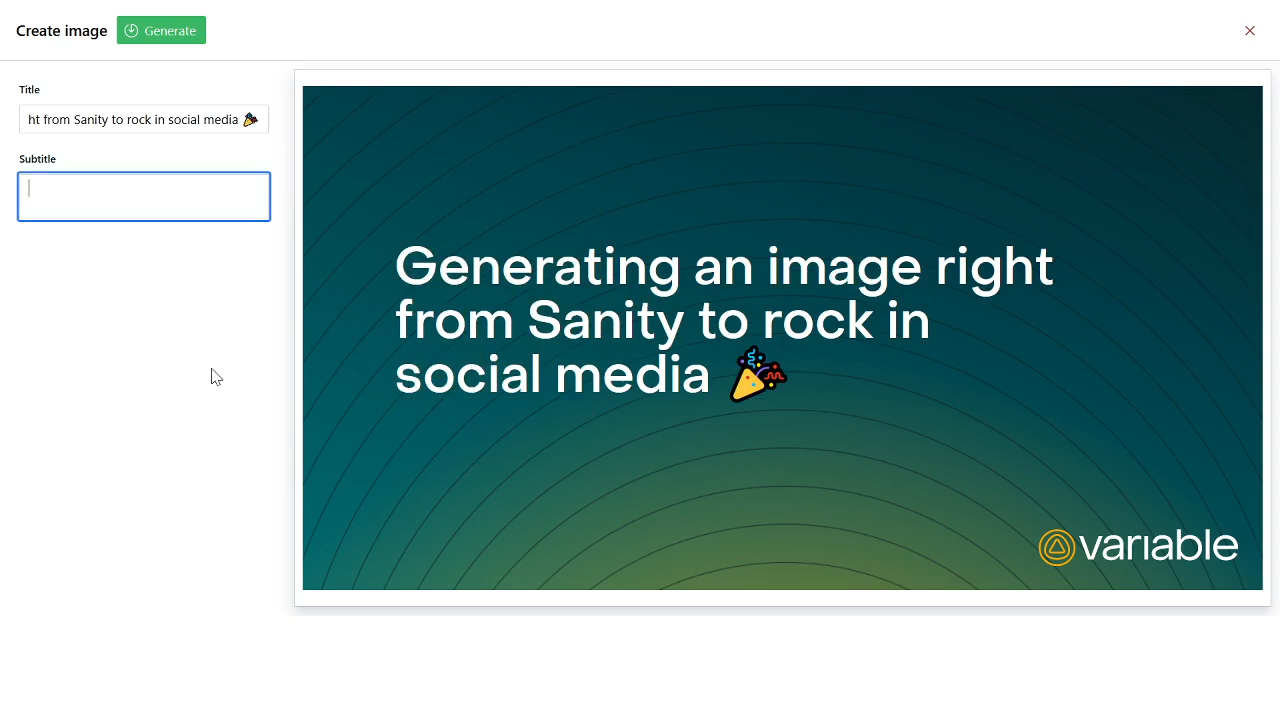 Create image
Generate
Title
ht from Sanity to rock in social media 🎉
Subtitle
Generating an image right
from Sanity to rock in
social media 🎉
varıable